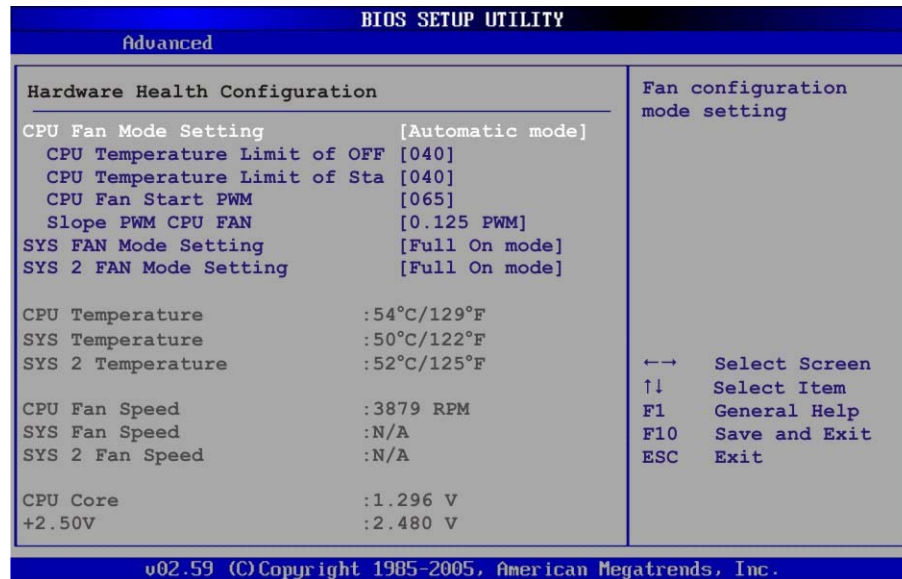 BIOS SETUP UTILITY
Advanced
Hardware Health Configuration
CPU Fan Mode Setting [Automatic mode]
CPU Temperature Limit of OFF [040]
CPU Temperature Limit of Sta [040]
CPU Fan Start PWM [065]
Slope PWM CPU FAN [0.125 PWM]
SYS FAN Mode Setting [Full On mode]
SYS 2 FAN Mode Setting [Full On mode]
CPU Temperature :54°C/129°F
SYS Temperature :50°C/122°F
SYS 2 Temperature :52°C/125°F
CPU Fan Speed :3879 RPM
SYS Fan Speed :N/A
SYS 2 Fan Speed :N/A
CPU Core :1.296 V
+2.50V :2.480 V
Fan configuration
mode setting
←→ Select Screen
↑↓ Select Item
F1 General Help
F10 Save and Exit
ESC Exit
v02.59 (C)Copyright 1985-2005, American Megatrends, Inc.